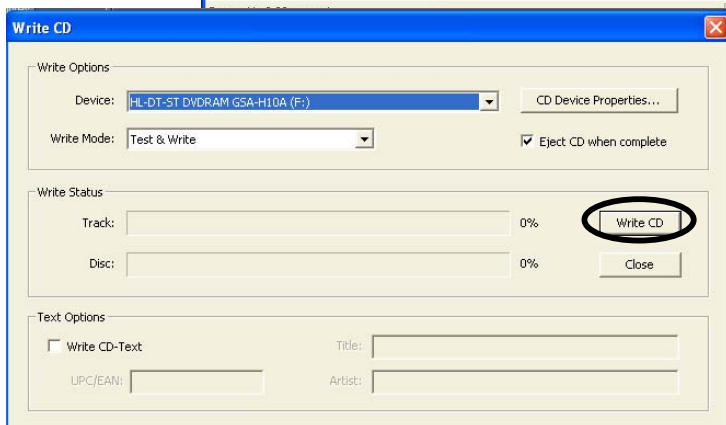 Write CD
Write Options
Device: HL-DT-ST DVDRAM GSA-H10A (F:) CD Device Properties...
Write Mode: Test & Write Eject CD when complete
Write Status
Track: 0% Write CD
Disc: 0% Close
Text Options
Write CD-Text Title:
UPC/EAN: Artist: